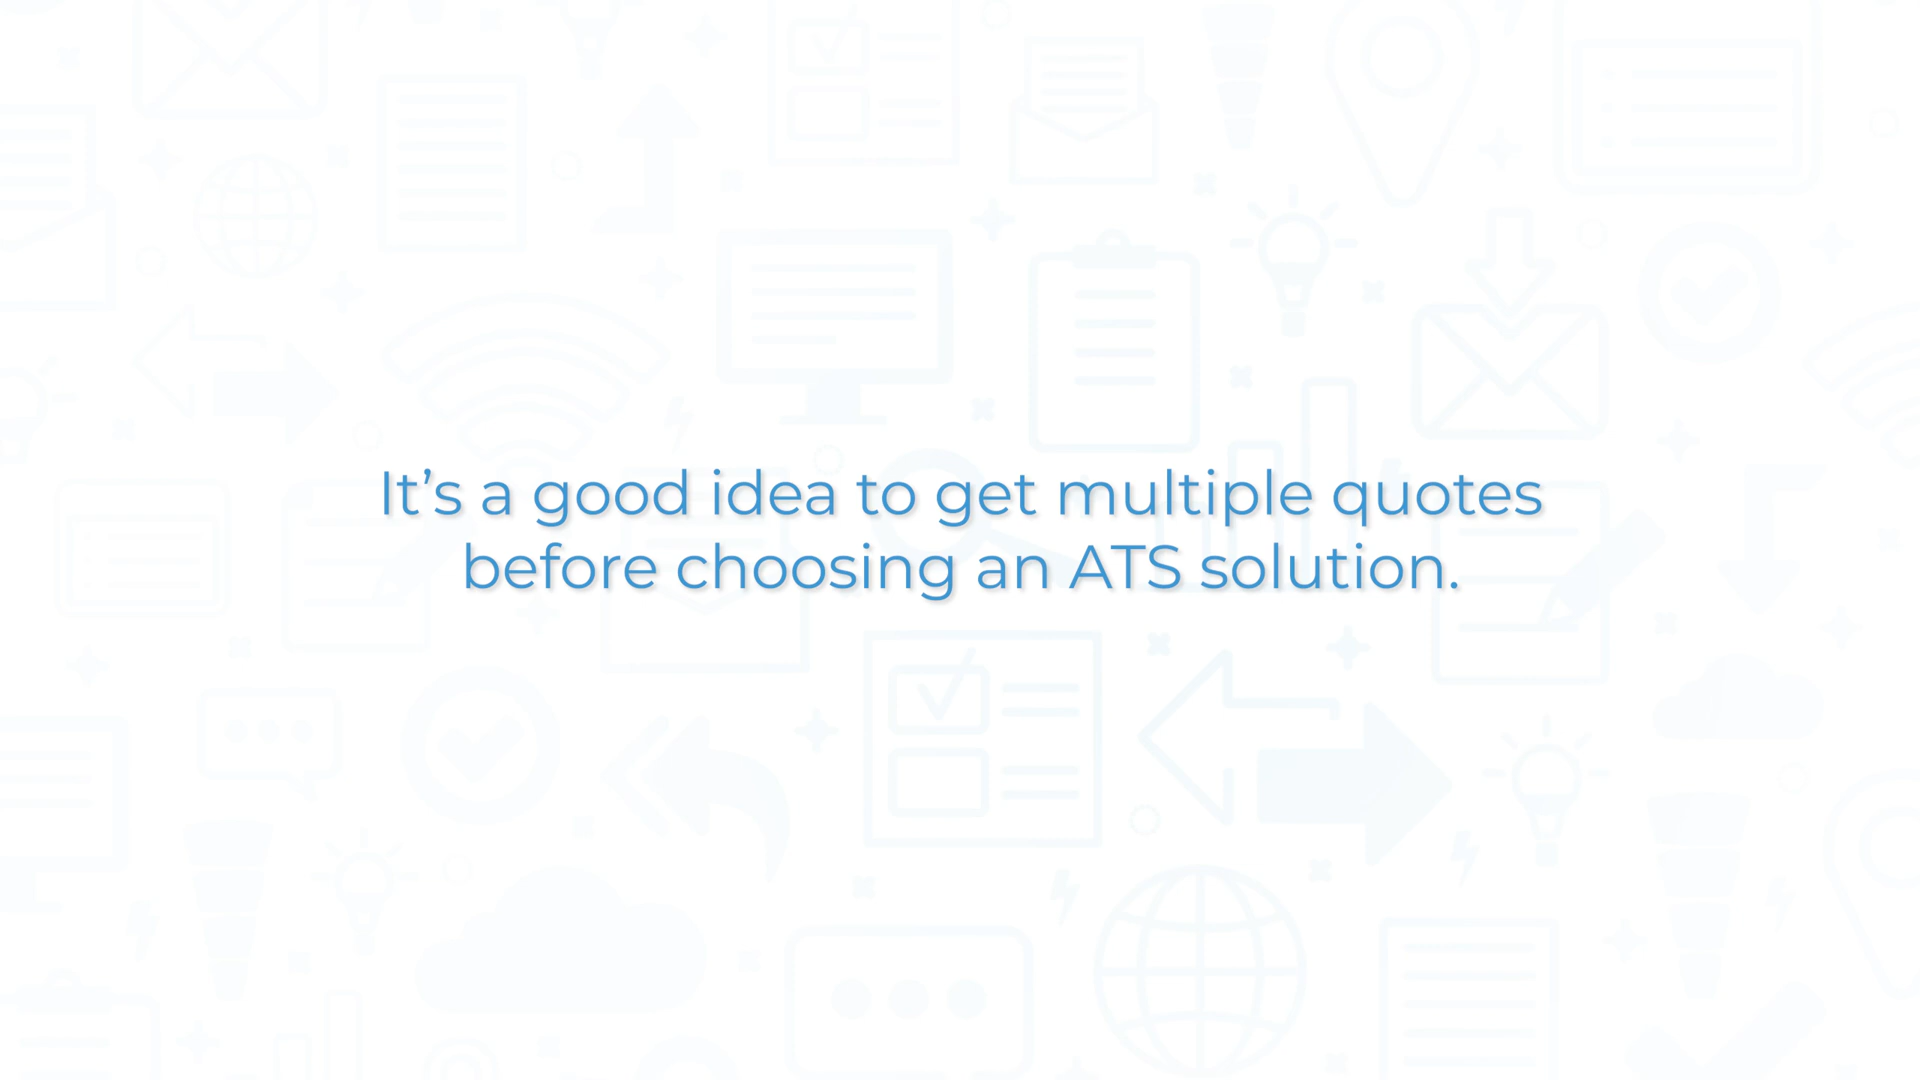 It’s a good idea to get multiple quotes
before choosing an ATS solution.